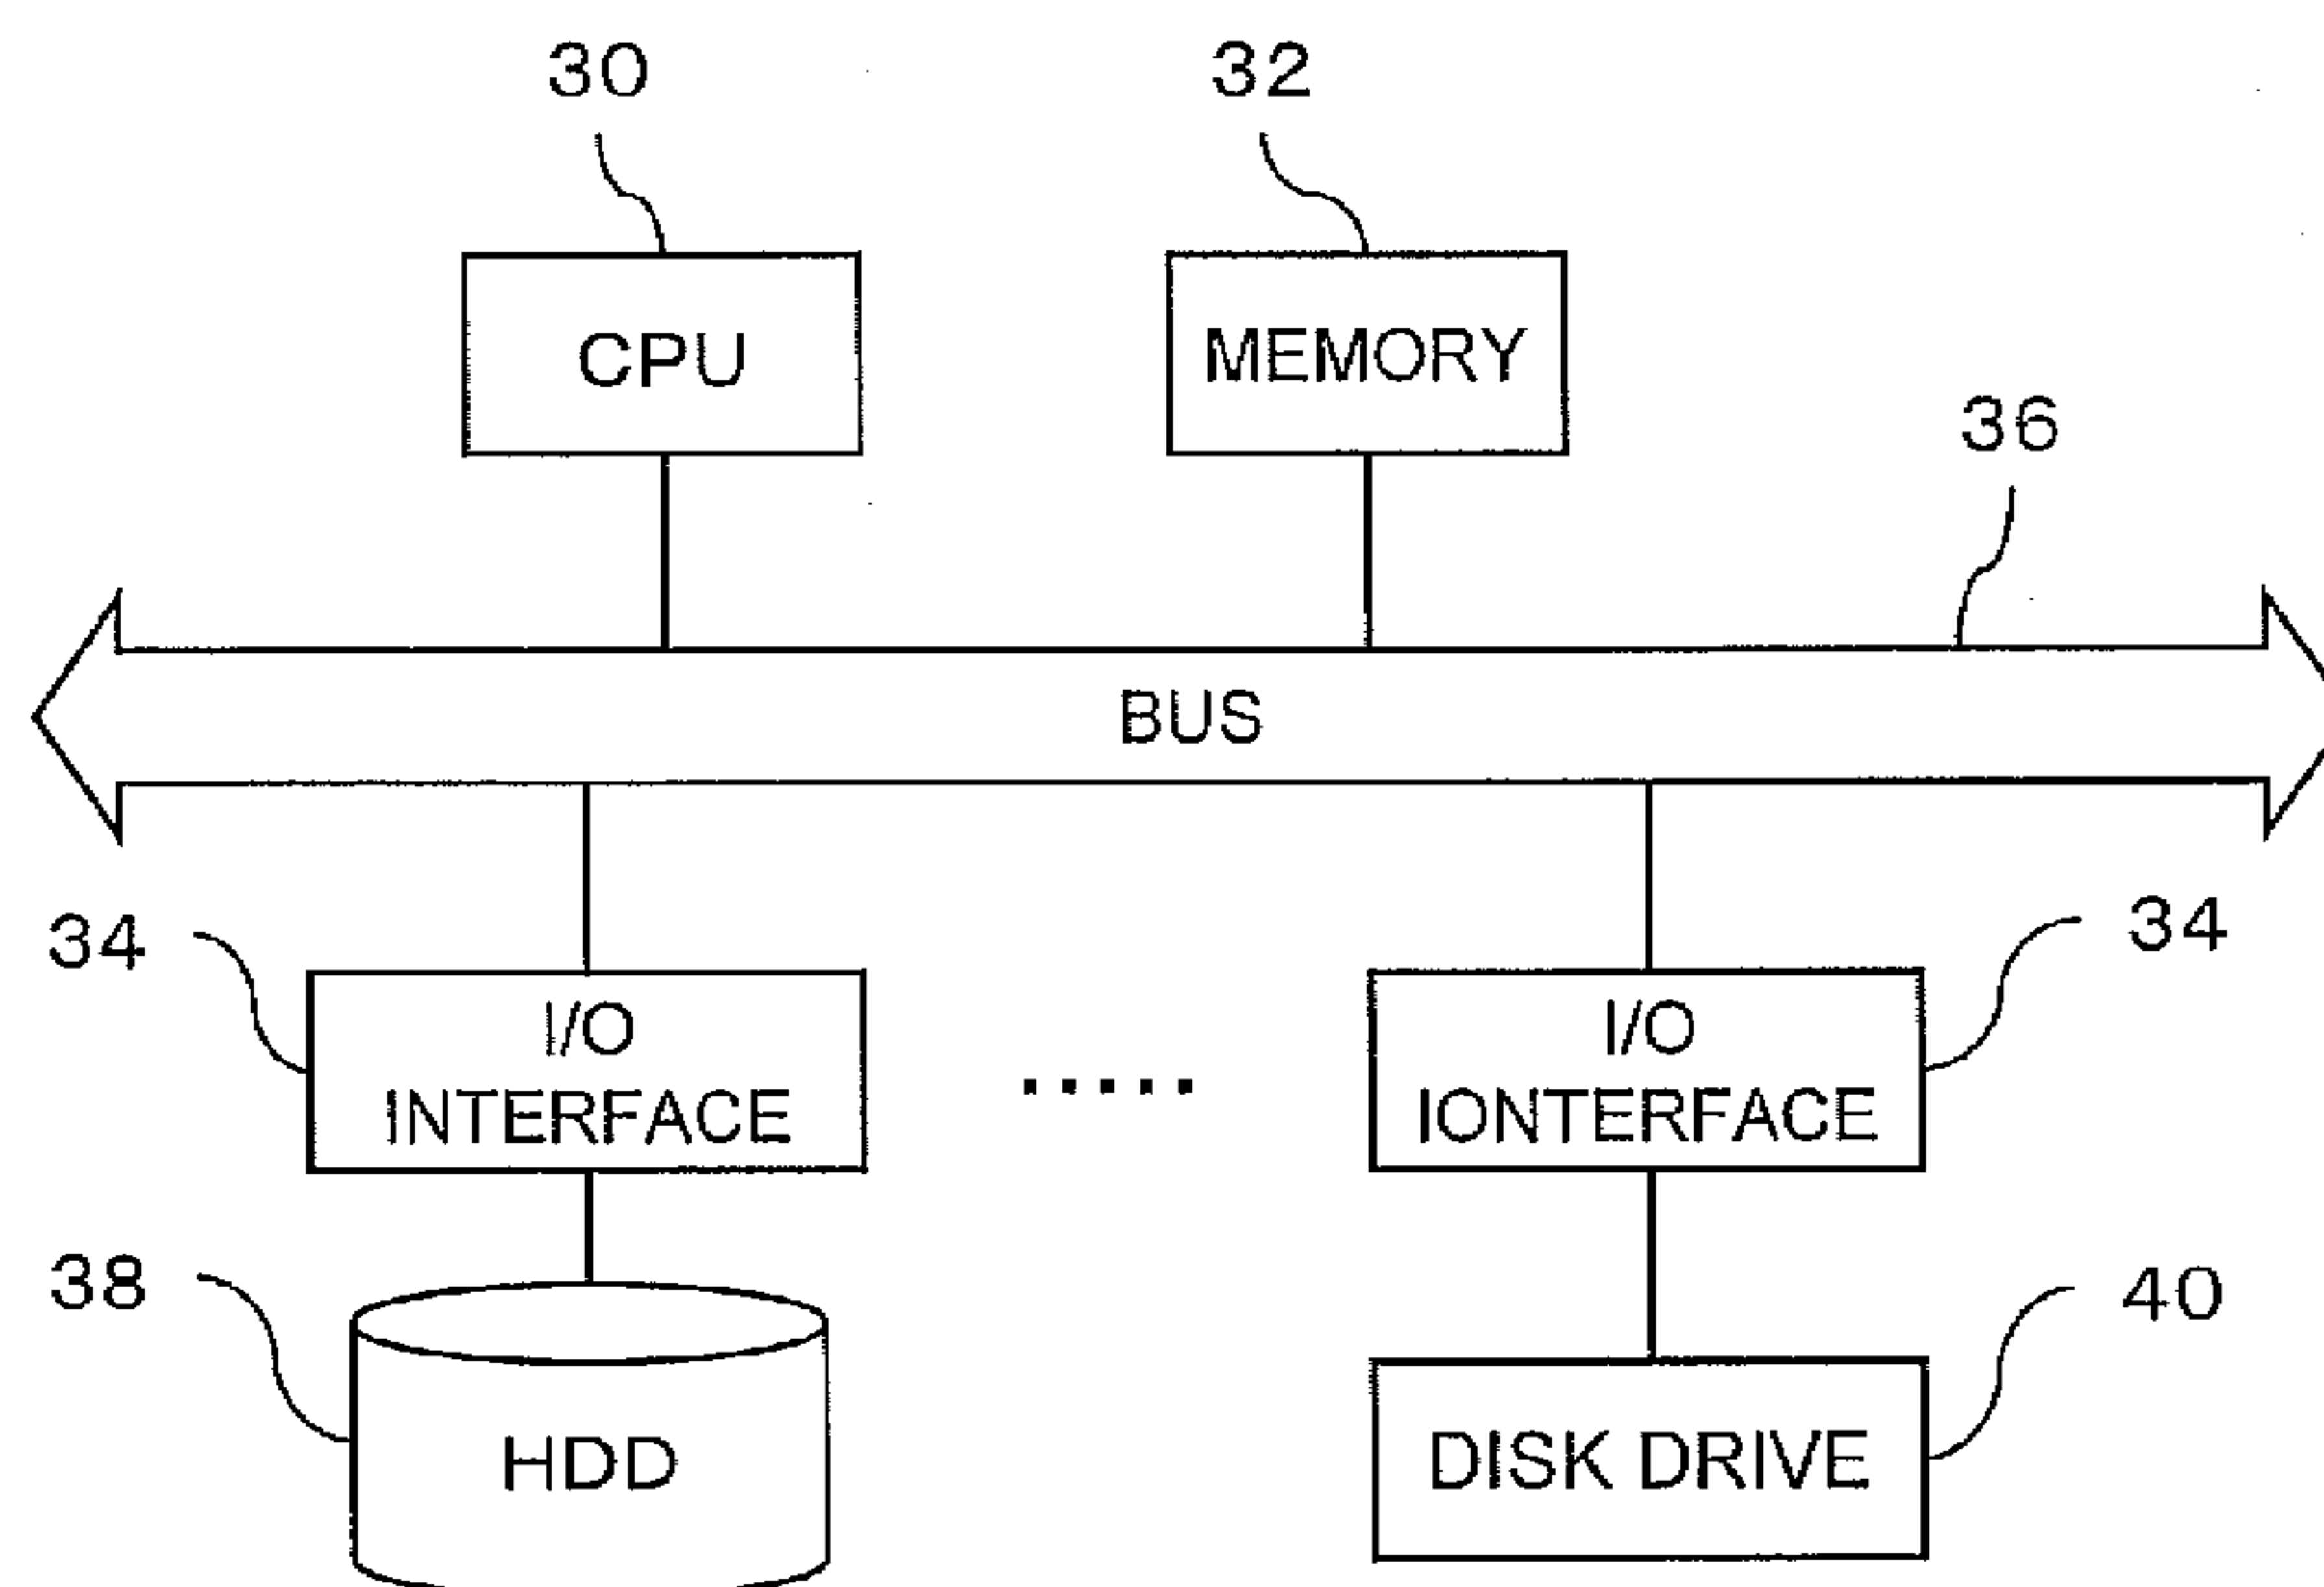 30
32
CPU
MEMORY
36
BUS
34
34
I/O
INTERFACE
I/O
IONTERFACE
38
40
HDD
DISK DRIVE